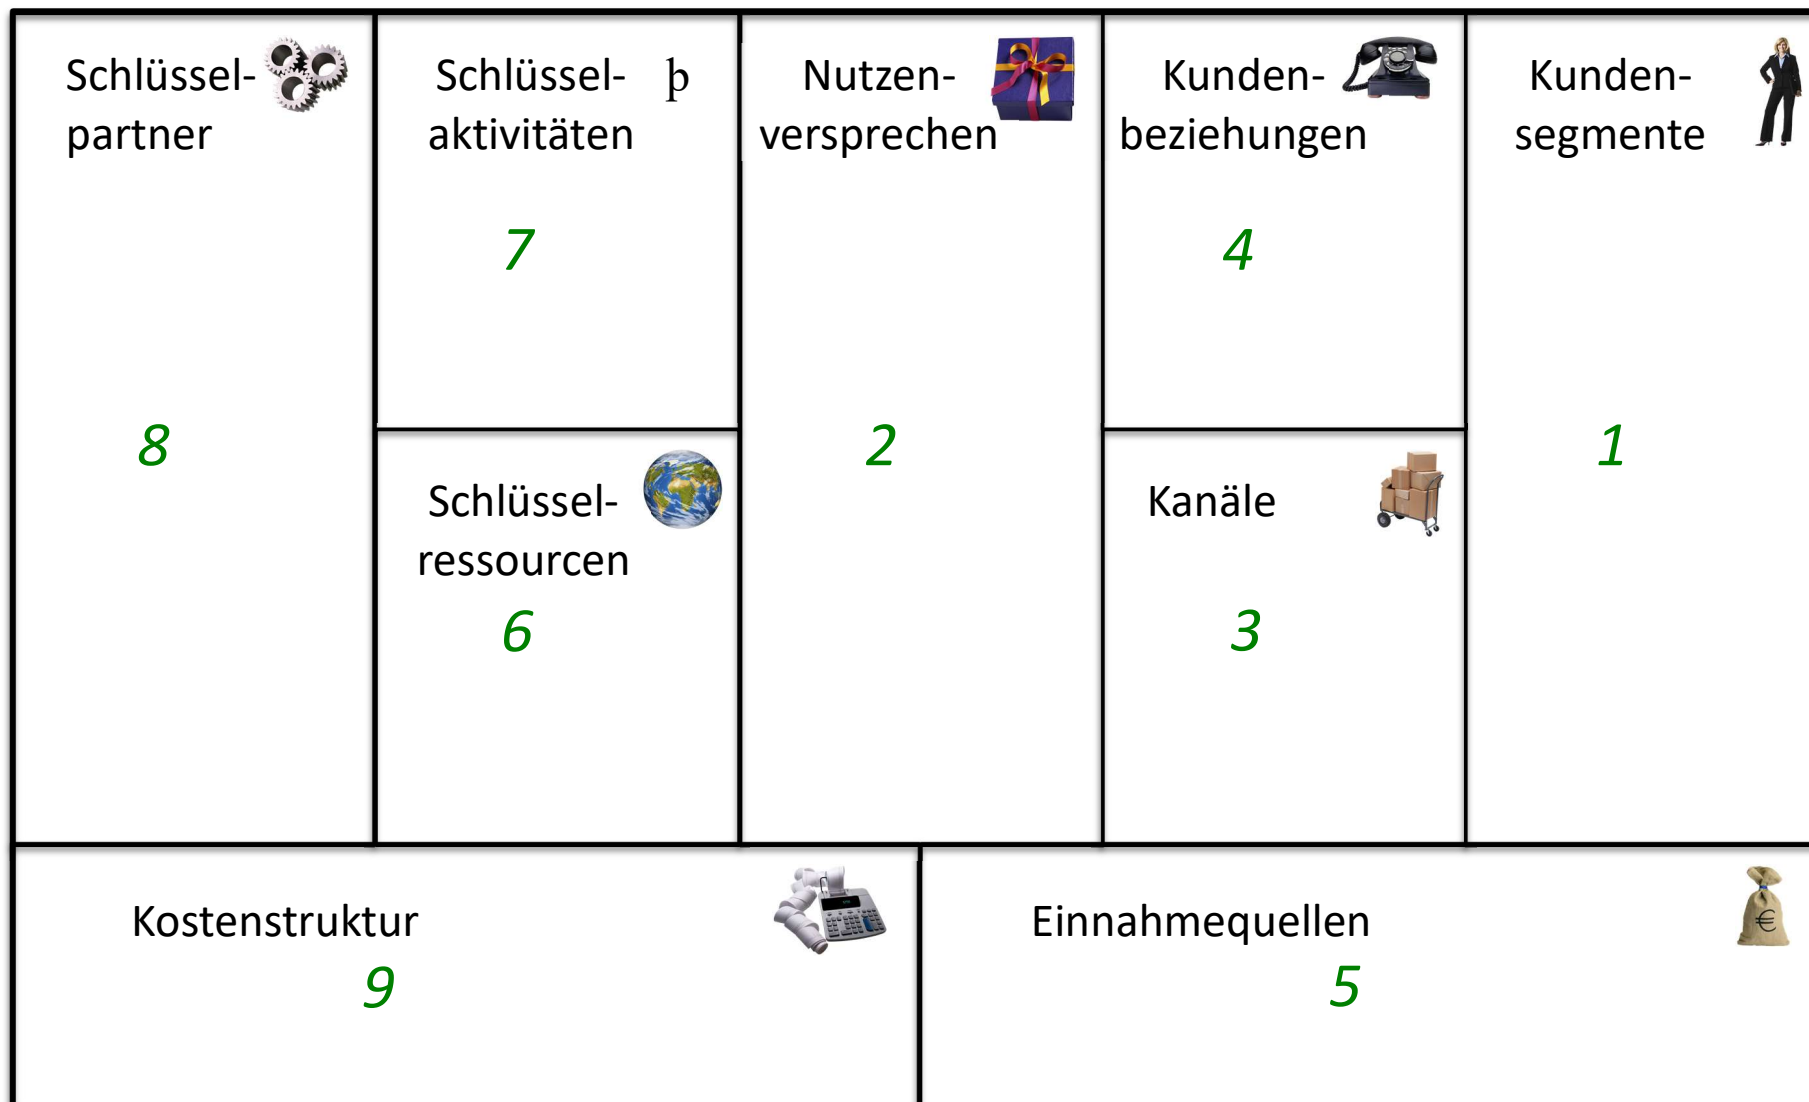 Schlüssel-
partner
8
Schlüssel- þ
aktivitäten
7
Schlüssel-
ressourcen
6
Nutzen-
versprechen
2
Kunden-
beziehungen
4
Kanäle
3
Kunden-
segmente
1
Kostenstruktur
9
Einnahmequellen
5
€